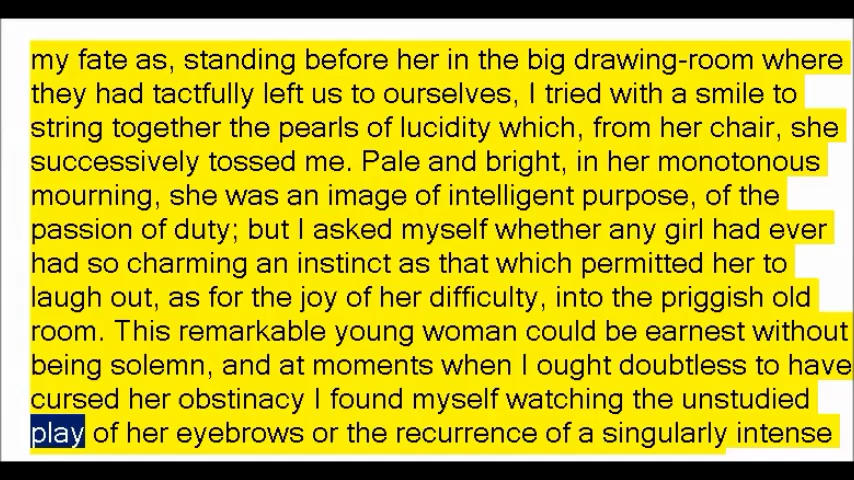 my fate as, standing before her in the big drawing-room where
they had tactfully left us to ourselves, I tried with a smile to
string together the pearls of lucidity which, from her chair, she
successively tossed me. Pale and bright, in her monotonous
mourning, she was an image of intelligent purpose, of the
passion of duty; but I asked myself whether any girl had ever
had so charming an instinct as that which permitted her to
laugh out, as for the joy of her difficulty, into the priggish old
room. This remarkable young woman could be earnest without
being solemn, and at moments when I ought doubtless to have
cursed her obstinacy I found myself watching the unstudied
play of her eyebrows or the recurrence of a singularly intense